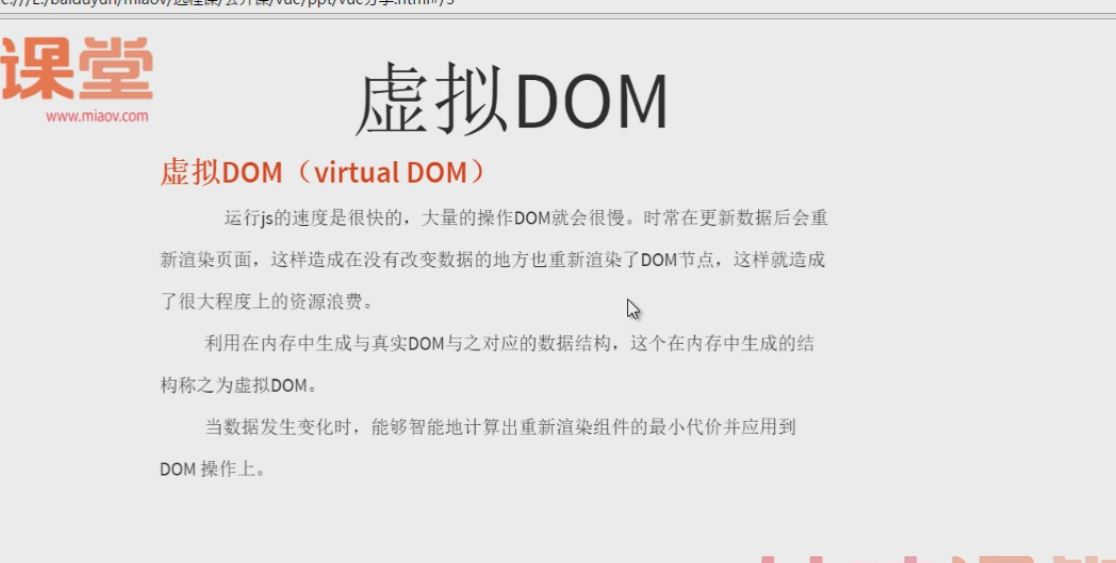 课堂
www.miaov.com
虚拟DOM
虚拟DOM（virtual DOM）
运行js的速度是很快的，大量的操作DOM就会很慢。时常在更新数据后会重
新渲染页面，这样造成在没有改变数据的地方也重新渲染了DOM节点，这样就造成
了很大程度上的资源浪费。
利用在内存中生成与真实DOM与之对应的数据结构，这个在内存中生成的结
构称之为虚拟DOM。
当数据发生变化时，能够智能地计算出重新渲染组件的最小代价并应用到
DOM 操作上。